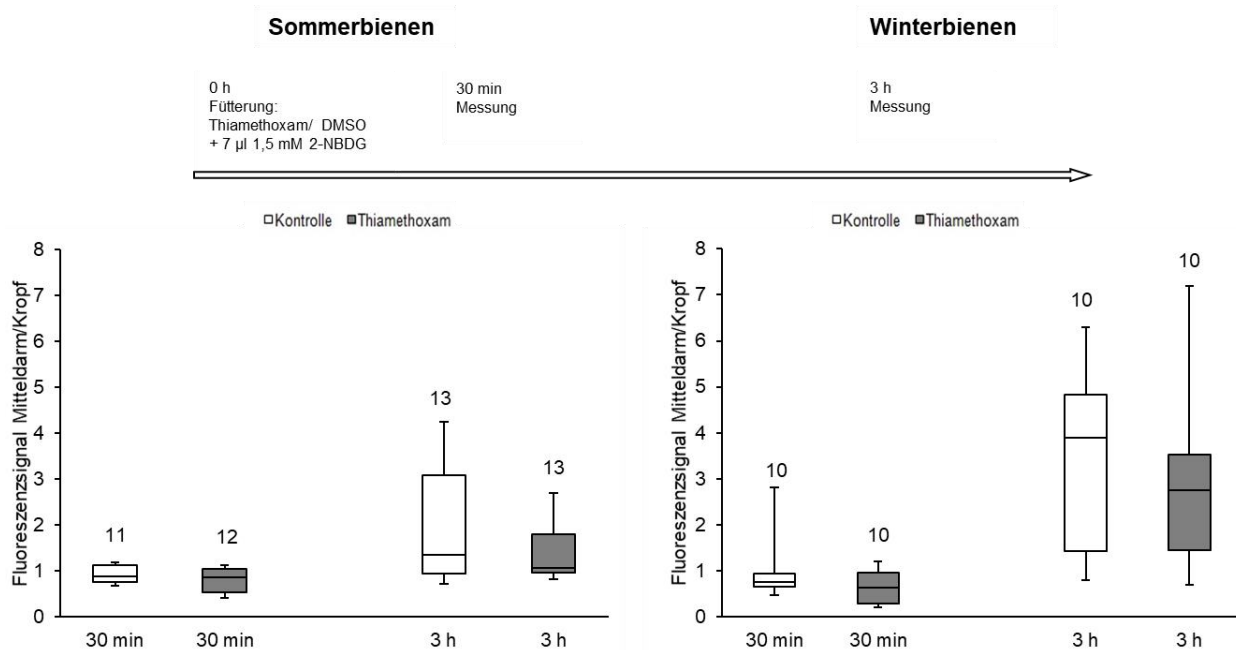 Sommerbienen
Winterbienen
0 h
Fütterung:
Thiamethoxam/ DMSO
+ 7 µl 1,5 mM 2-NBDG
30 min
Messung
3 h
Messung
Kontrolle Thiamethoxam
Fluoreszenzsignal Mitteldarm/Kropf
8
7
6
5
4
3
2
1
0
11
12
13
13
30 min
30 min
3 h
3 h
Kontrolle Thiamethoxam
Fluoreszenzsignal Mitteldarm/Kropf
8
7
6
5
4
3
2
1
0
10
10
10
10
30 min
30 min
3 h
3 h